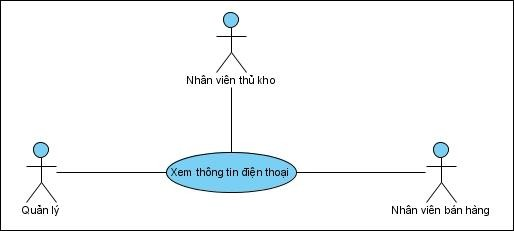 Nhân viên thủ kho
Xem thông tin điện thoại
Quản lý
Nhân viên bán hàng